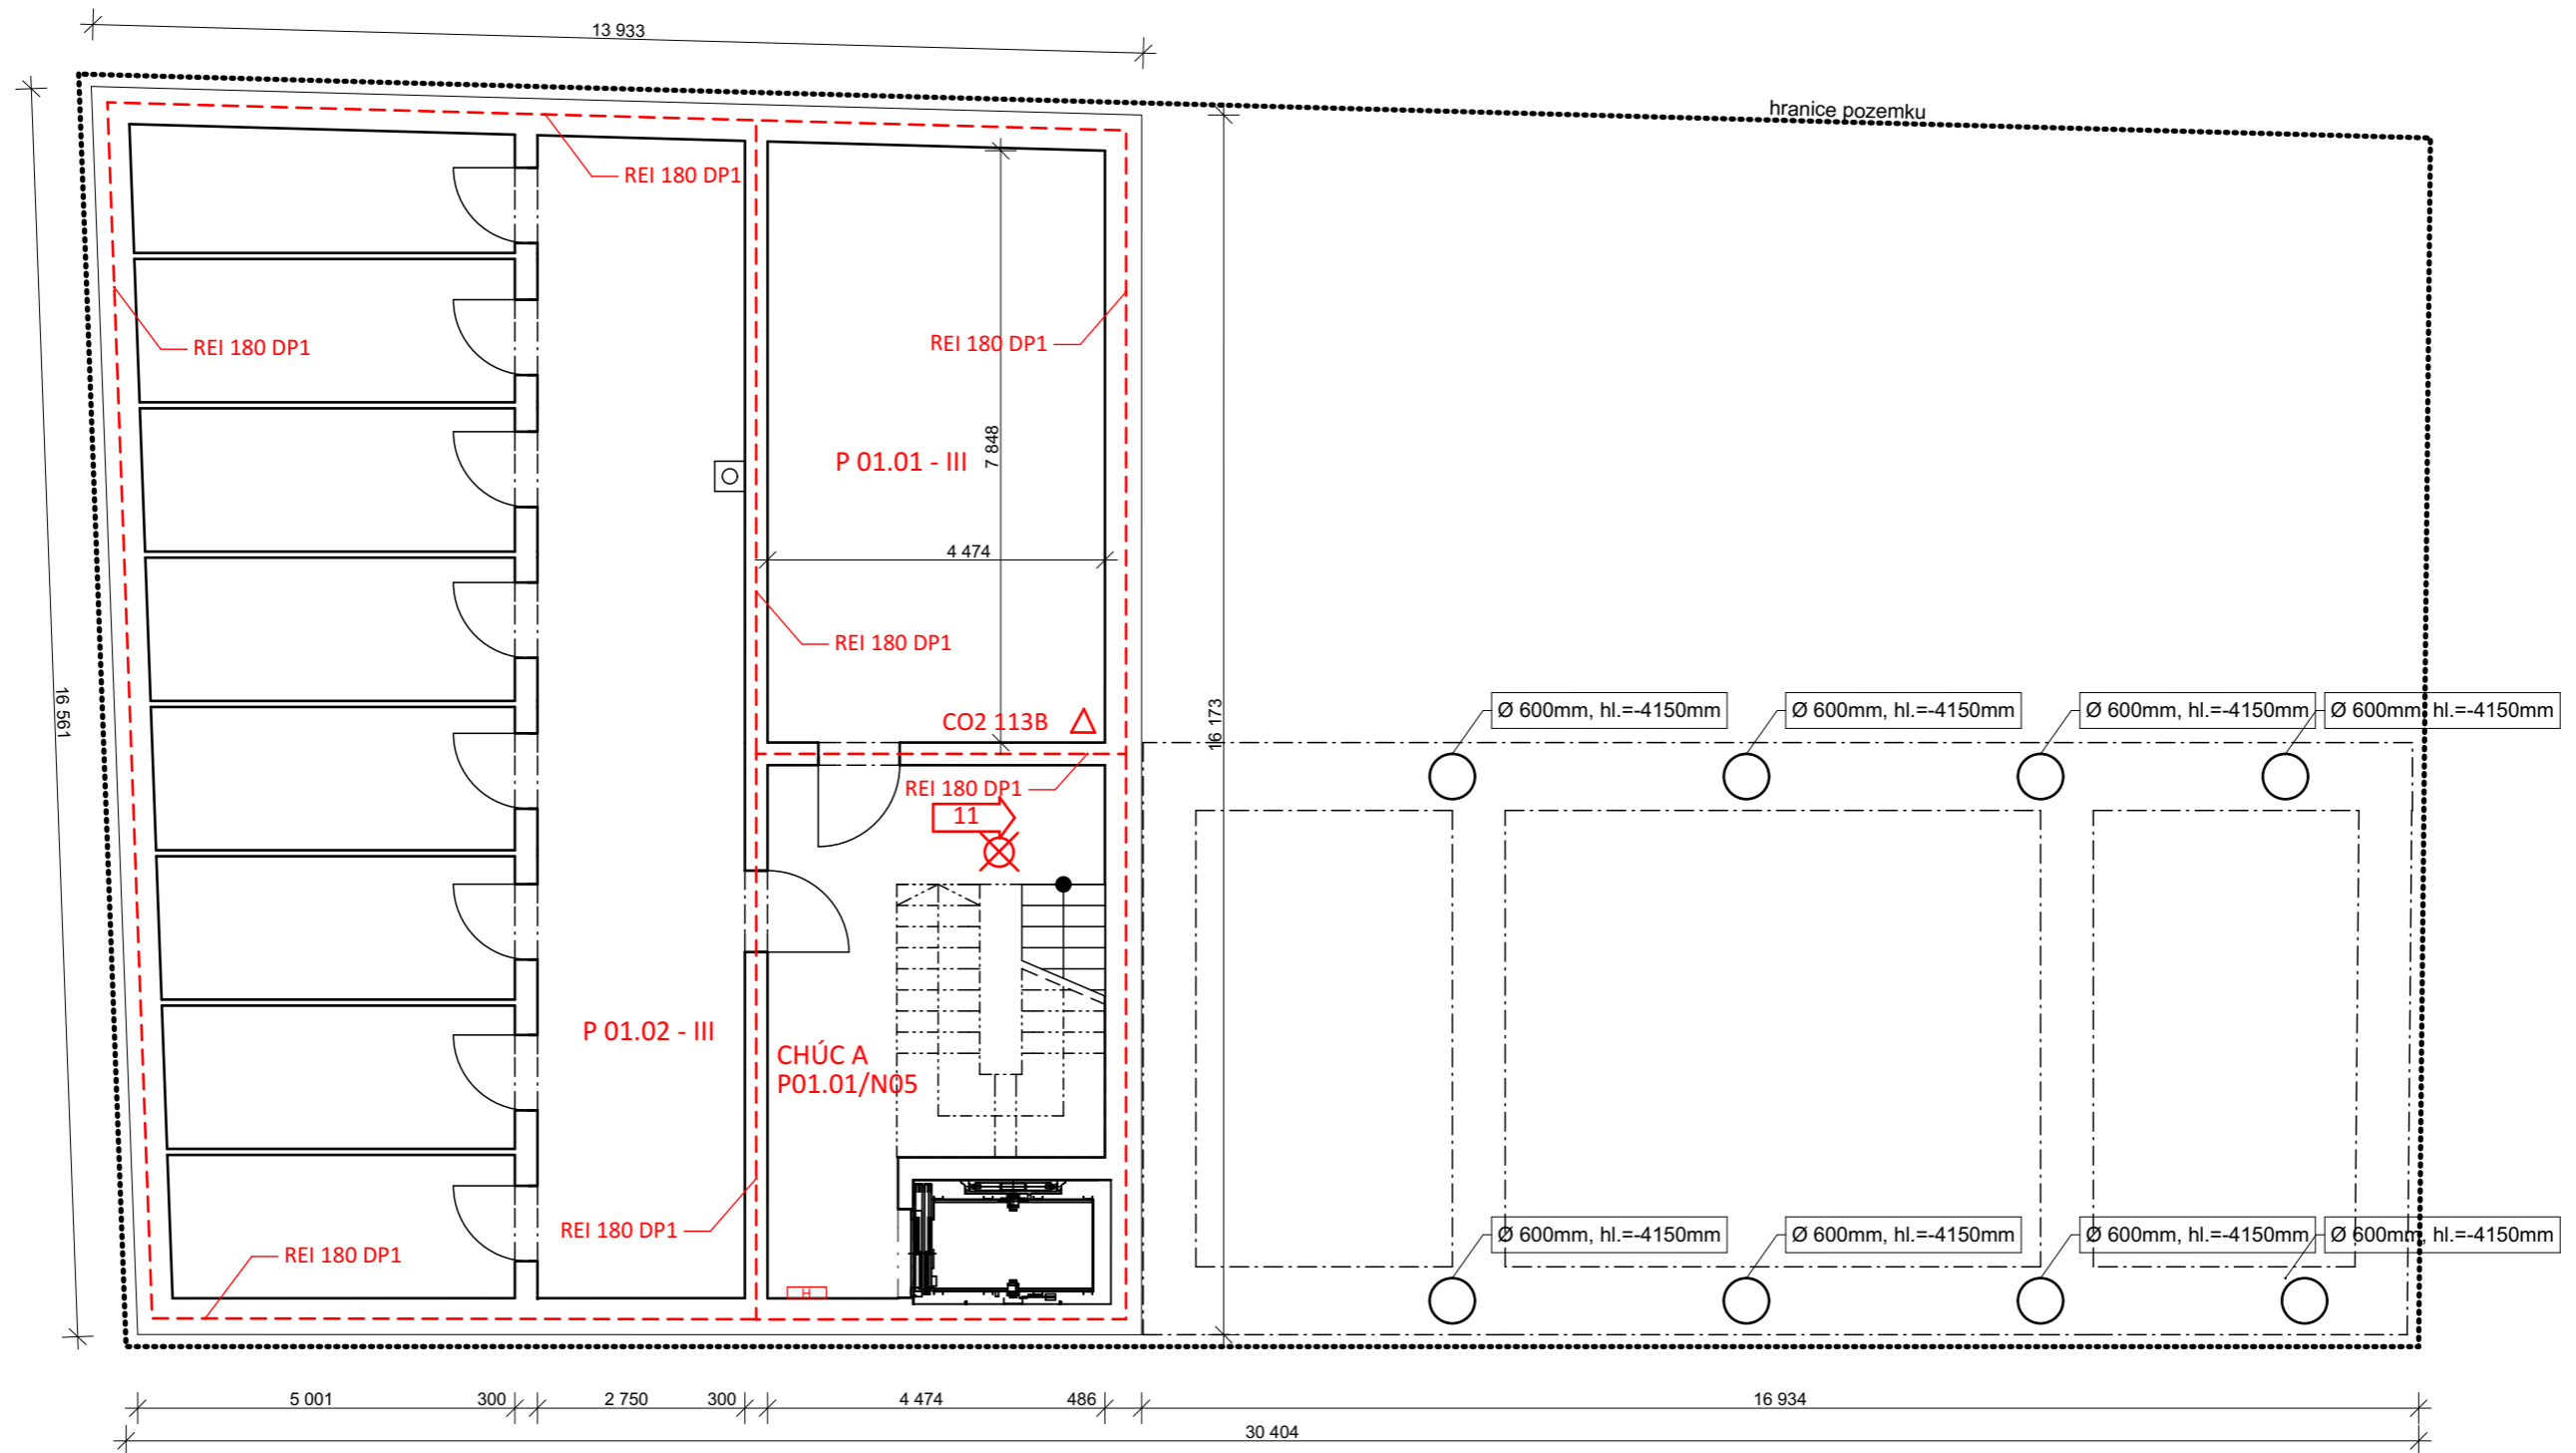 13 933
hranice pozemku
REI 180 DP1
REI 180 DP1
REI 180 DP1
P 01.01 - III
7 848
4 474
REI 180 DP1
16 561
16 173
CO2 113B
Ø 600mm, hl.=-4150mm
Ø 600mm, hl.=-4150mm
Ø 600mm, hl.=-4150mm
Ø 600mm, hl.=-4150mm
REI 180 DP1
11
P 01.02 - III
CHÚC A
P01.01/N05
REI 180 DP1
REI 180 DP1
Ø 600mm, hl.=-4150mm
Ø 600mm, hl.=-4150mm
Ø 600mm, hl.=-4150mm
Ø 600mm, hl.=-4150mm
H
5 001
300
2 750
300
4 474
486
16 934
30 404